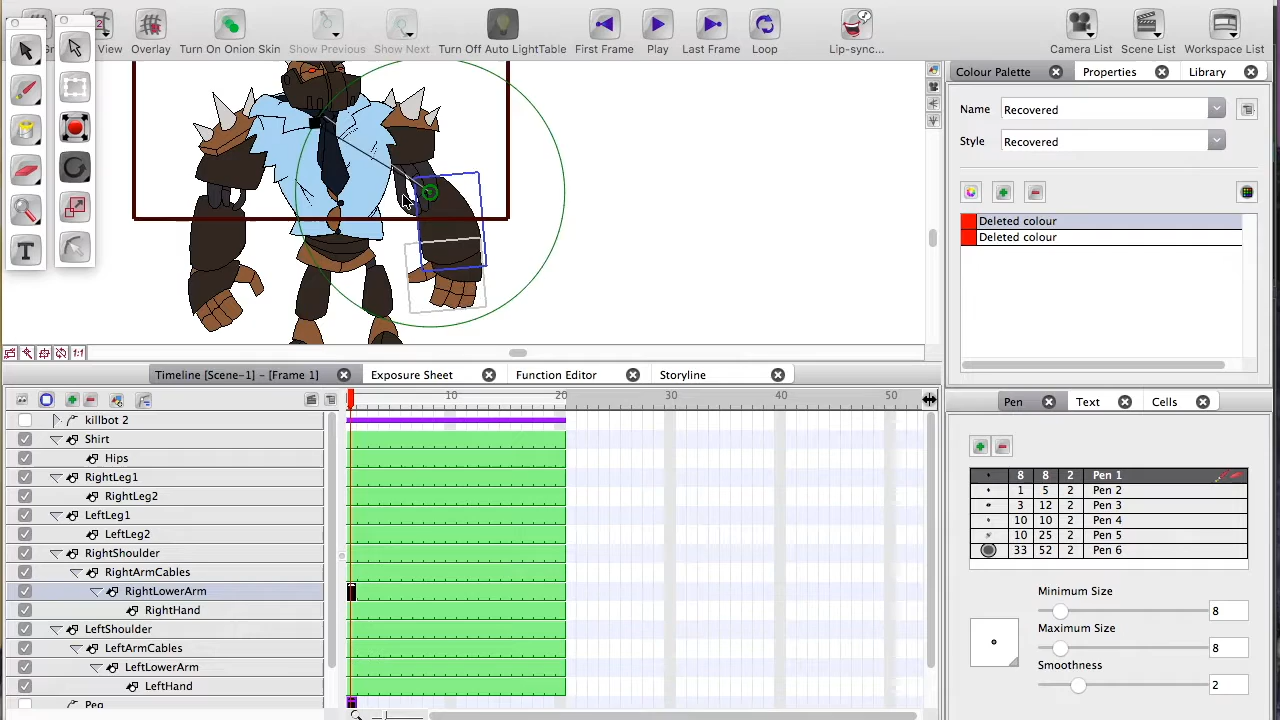 View Overlay Turn On Onion Skin Show Previous Show Next Turn Off Auto LightTable First Frame Play Last Frame Loop Lip-sync... Camera List Scene List Workspace List
Colour Palette Properties Library
Name Recovered
Style Recovered
Deleted colour
Deleted colour
T
1:1
Timeline [Scene-1] - [Frame 1] Exposure Sheet Function Editor Storyline
10 20 30 40 50
killbot 2
Shirt
Hips
RightLeg1
RightLeg2
LeftLeg1
LeftLeg2
RightShoulder
RightArmCables
RightLowerArm
RightHand
LeftShoulder
LeftArmCables
LeftLowerArm
LeftHand
Peg
Pen Text Cells
8 8 2 Pen 1
1 5 2 Pen 2
3 12 2 Pen 3
10 10 2 Pen 4
10 25 2 Pen 5
33 52 2 Pen 6
Minimum Size
8
Maximum Size
8
Smoothness
2